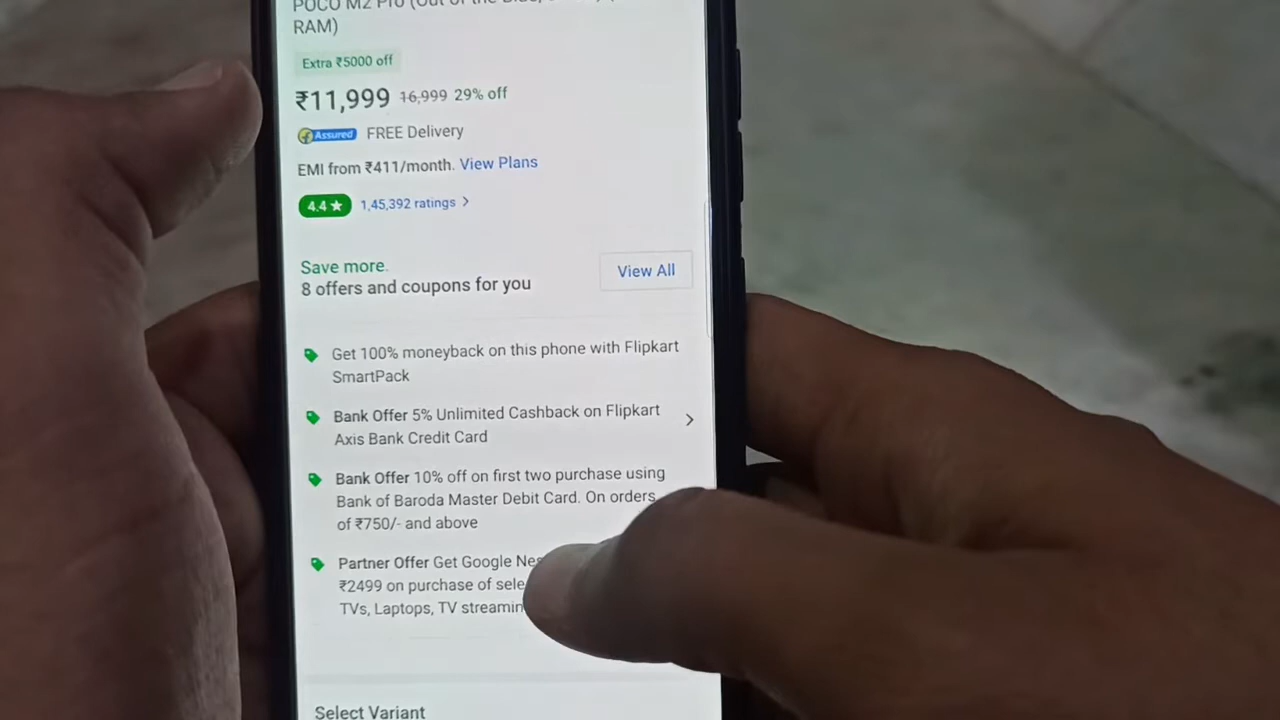 POCO M2 Pro (Out of the Blue,
RAM)
Extra ₹5000 off
₹11,999 16,999 29% off
Assured FREE Delivery
EMI from ₹411/month. View Plans
4.4★ 1,45,392 ratings >
Save more.
8 offers and coupons for you
View All
Get 100% moneyback on this phone with Flipkart
SmartPack
Bank Offer 5% Unlimited Cashback on Flipkart
Axis Bank Credit Card
Bank Offer 10% off on first two purchase using
Bank of Baroda Master Debit Card. On orders
of ₹750/- and above
Partner Offer Get Google
₹2499 on purchase of
TVs, Laptops, TV
Select Variant